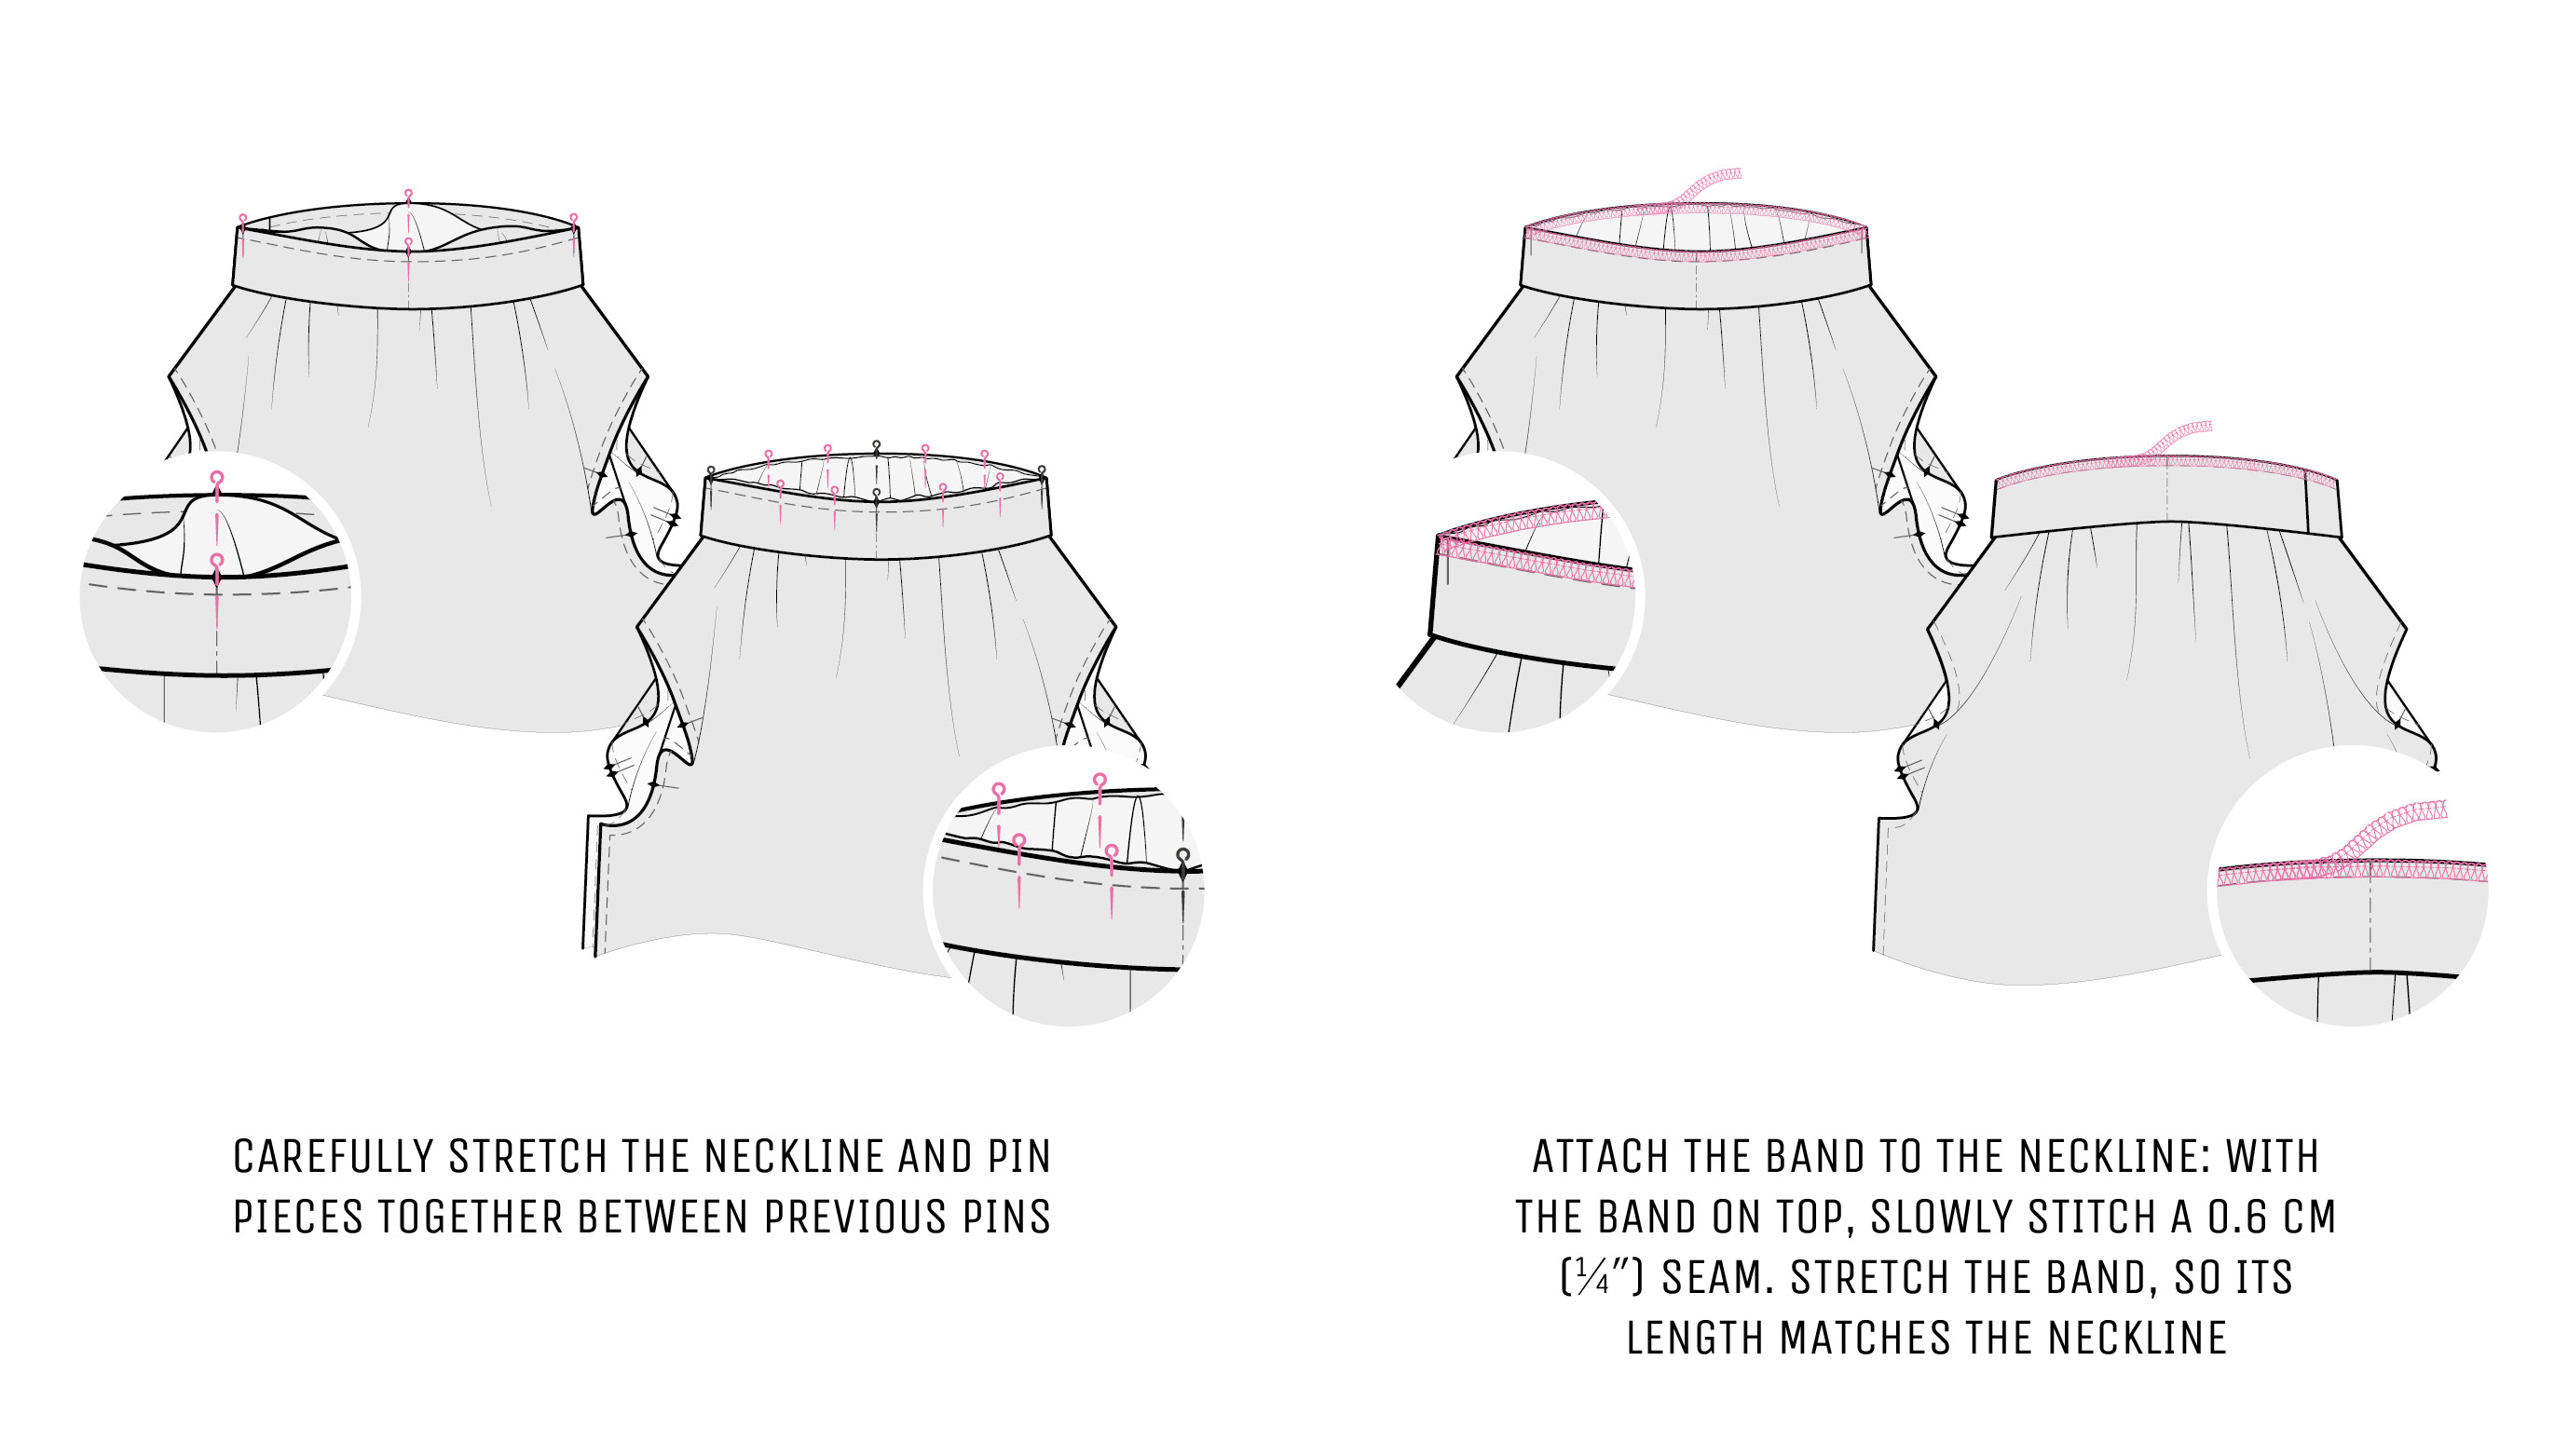 CAREFULLY STRETCH THE NECKLINE AND PIN
PIECES TOGETHER BETWEEN PREVIOUS PINS
ATTACH THE BAND TO THE NECKLINE: WITH
THE BAND ON TOP, SLOWLY STITCH A 0.6 CM
(¼”) SEAM. STRETCH THE BAND, SO ITS
LENGTH MATCHES THE NECKLINE